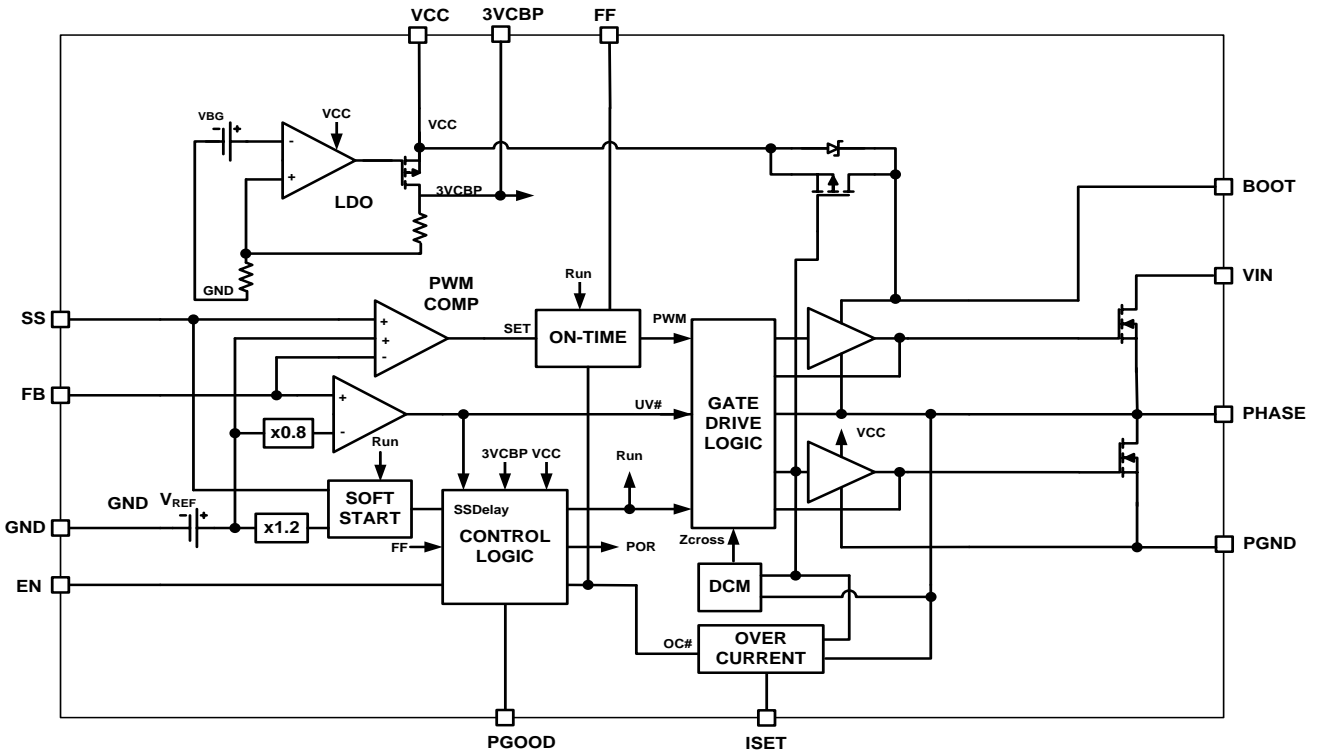 VCC
3VCBP
FF
VBG
- +
VCC
VCC
-
+
LDO
3VCBP
GND
BOOT
VIN
PWM
COMP
Run
SS
+
+
-
SET
ON-TIME
PWM
FB
+
-
UV#
GATE
DRIVE
LOGIC
PHASE
x0.8
Run
VCC
3VCBP VCC
Run
SOFT
START
GND VREF
- +
GND
x1.2
SSDelay
CONTROL
LOGIC
FF
POR
Zcross
PGND
EN
DCM
OC#
OVER
CURRENT
PGOOD
ISET